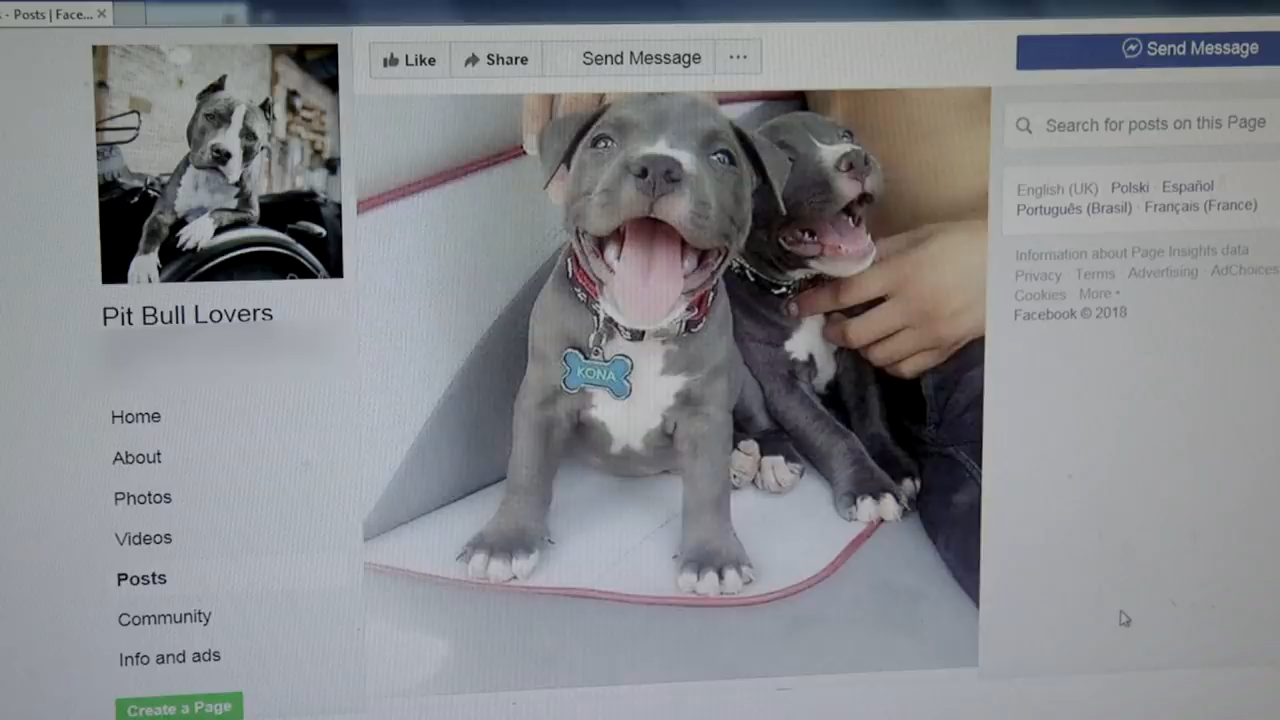 - Posts | Face... ×
Like
Share
Send Message
...
Send Message
Search for posts on this Page
Pit Bull Lovers
KONA
English (UK) · Polski · Español
Português (Brasil) · Français (France)
Information about Page Insights data
Privacy · Terms · Advertising · AdChoices
Cookies · More
Facebook © 2018
Home
About
Photos
Videos
Posts
Community
Info and ads
Create a Page